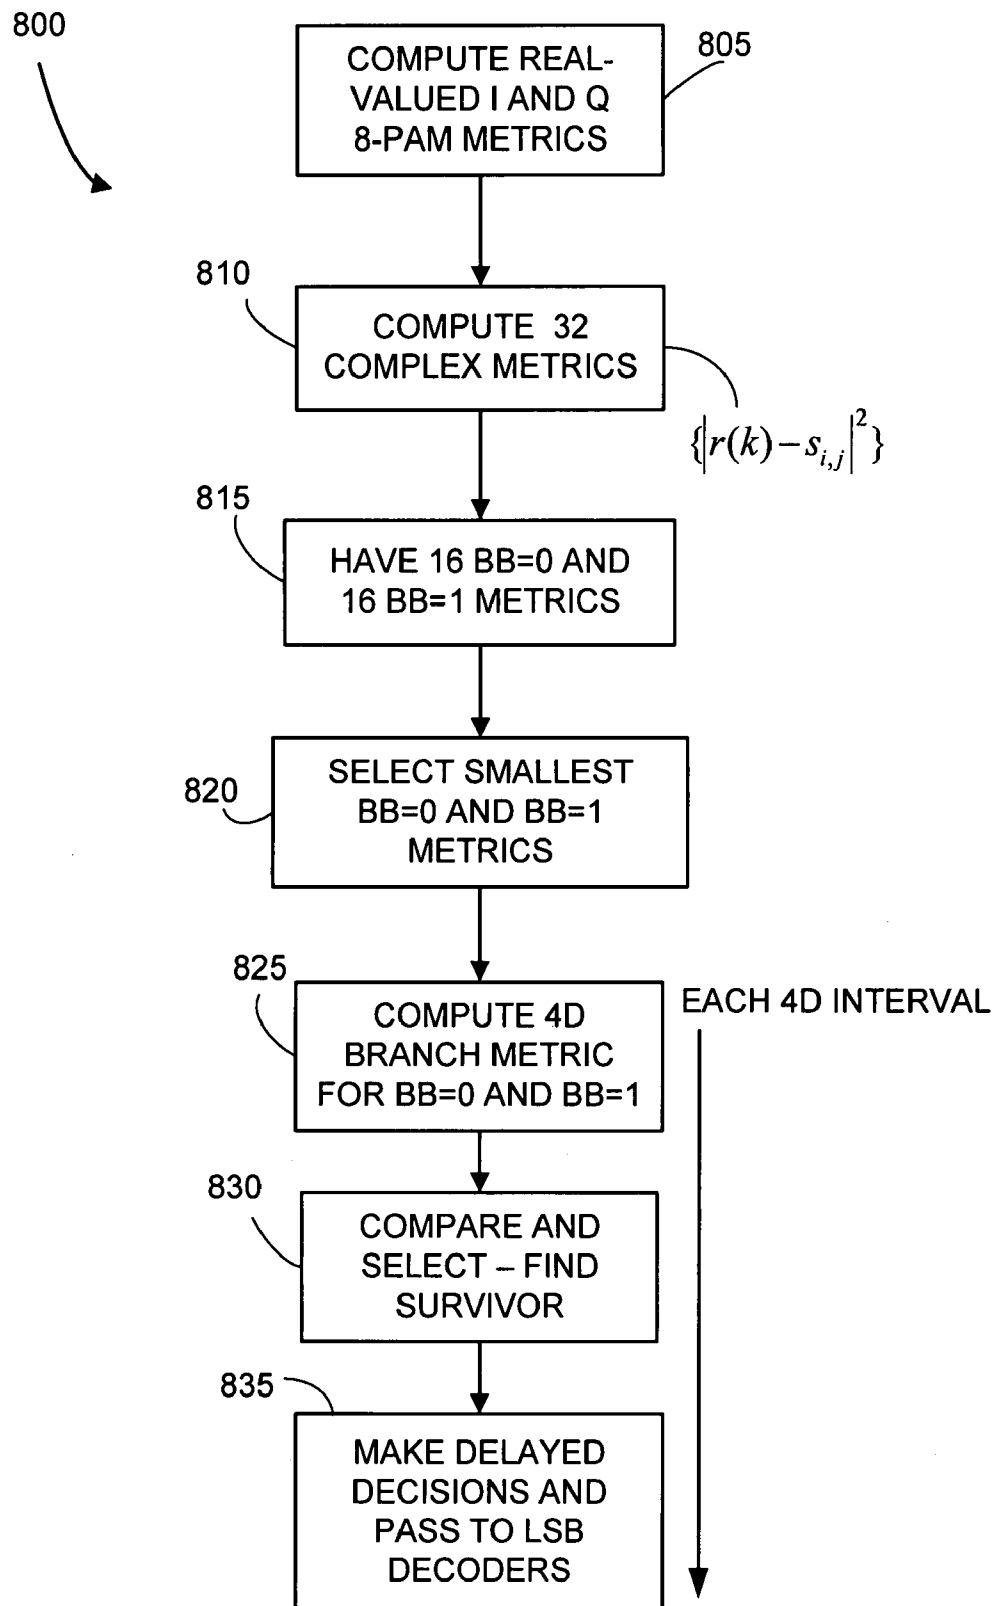 800
COMPUTE REAL-
VALUED I AND Q
8-PAM METRICS
805
810
COMPUTE 32
COMPLEX METRICS
{|r(k)-s_{i,j}|^2}
815
HAVE 16 BB=0 AND
16 BB=1 METRICS
820
SELECT SMALLEST
BB=0 AND BB=1
METRICS
825
COMPUTE 4D
BRANCH METRIC
FOR BB=0 AND BB=1
EACH 4D INTERVAL
830
COMPARE AND
SELECT – FIND
SURVIVOR
835
MAKE DELAYED
DECISIONS AND
PASS TO LSB
DECODERS